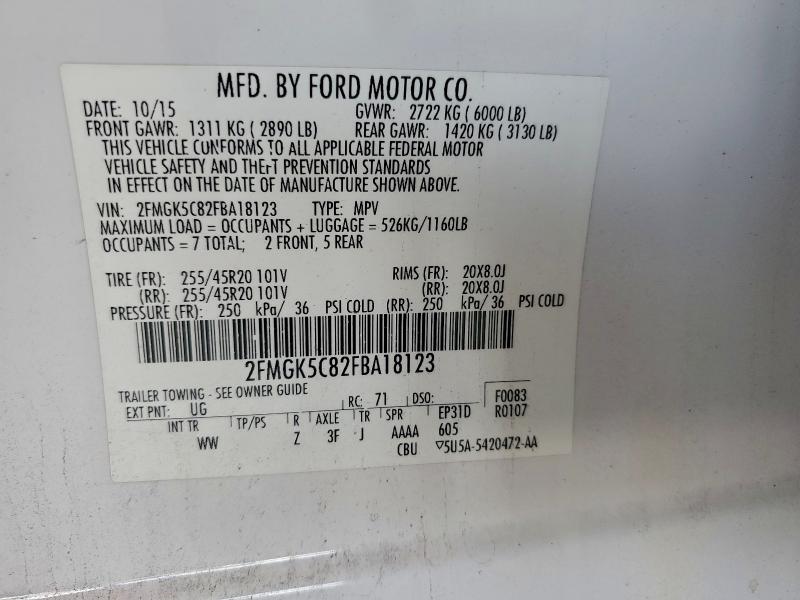 MFD. BY FORD MOTOR CO.
DATE: 10/15 GVWR: 2722 KG ( 6000 LB)
FRONT GAWR: 1311 KG ( 2890 LB) REAR GAWR: 1420 KG ( 3130 LB)
THIS VEHICLE CONFORMS TO ALL APPLICABLE FEDERAL MOTOR
VEHICLE SAFETY AND THEFT PREVENTION STANDARDS
IN EFFECT ON THE DATE OF MANUFACTURE SHOWN ABOVE.
VIN: 2FMGK5C82FBA18123 TYPE: MPV
MAXIMUM LOAD = OCCUPANTS + LUGGAGE = 526KG/1160LB
OCCUPANTS = 7 TOTAL; 2 FRONT, 5 REAR
TIRE (FR): 255/45R20 101V RIMS (FR): 20X8.0J
(RR): 255/45R20 101V (RR): 20X8.0J
PRESSURE (FR): 250 kPa/ 36 PSI COLD (RR): 250 kPa/ 36 PSI COLD
2FMGK5C82FBA18123
TRAILER TOWING - SEE OWNER GUIDE
EXT PNT: UG RC: 71 DSO: F0083
INT TR TP/PS R AXLE TR SPR EP31D R0107
WW Z 3F J AAAA 605
CBU ▽5U5A-5420472-AA